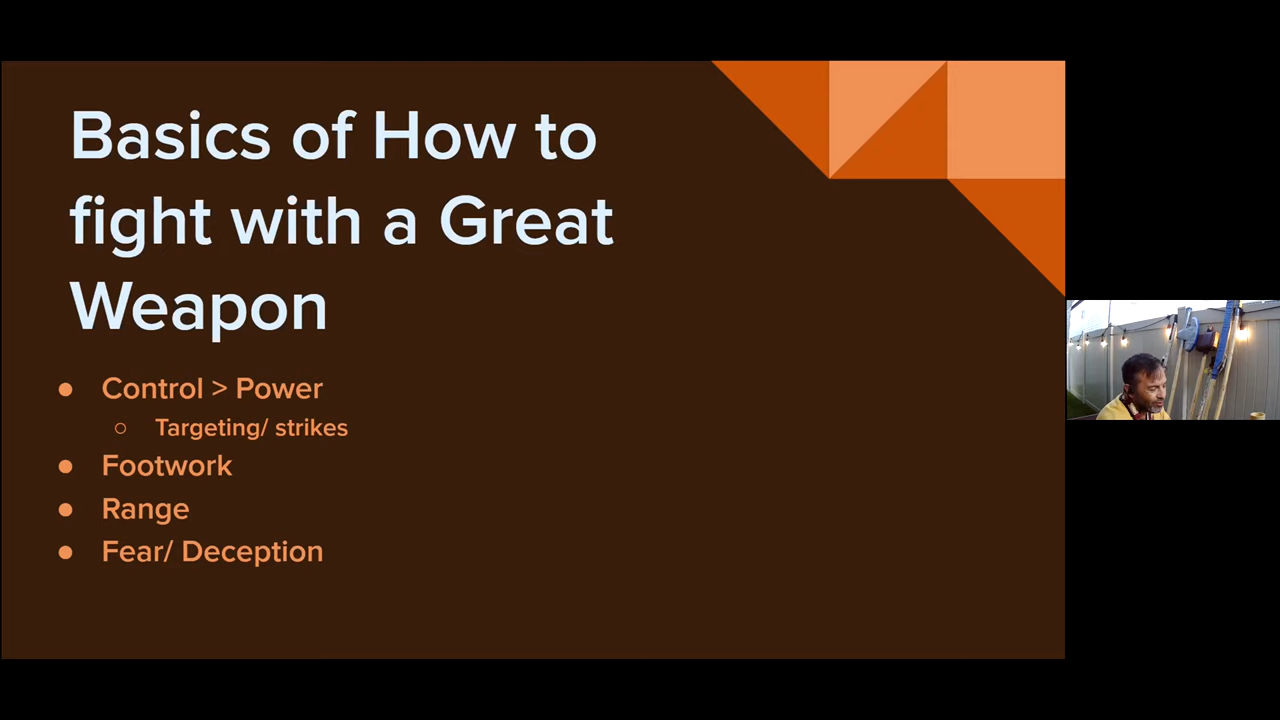 Basics of How to
fight with a Great
Weapon
● Control > Power
○ Targeting/ strikes
● Footwork
● Range
● Fear/ Deception